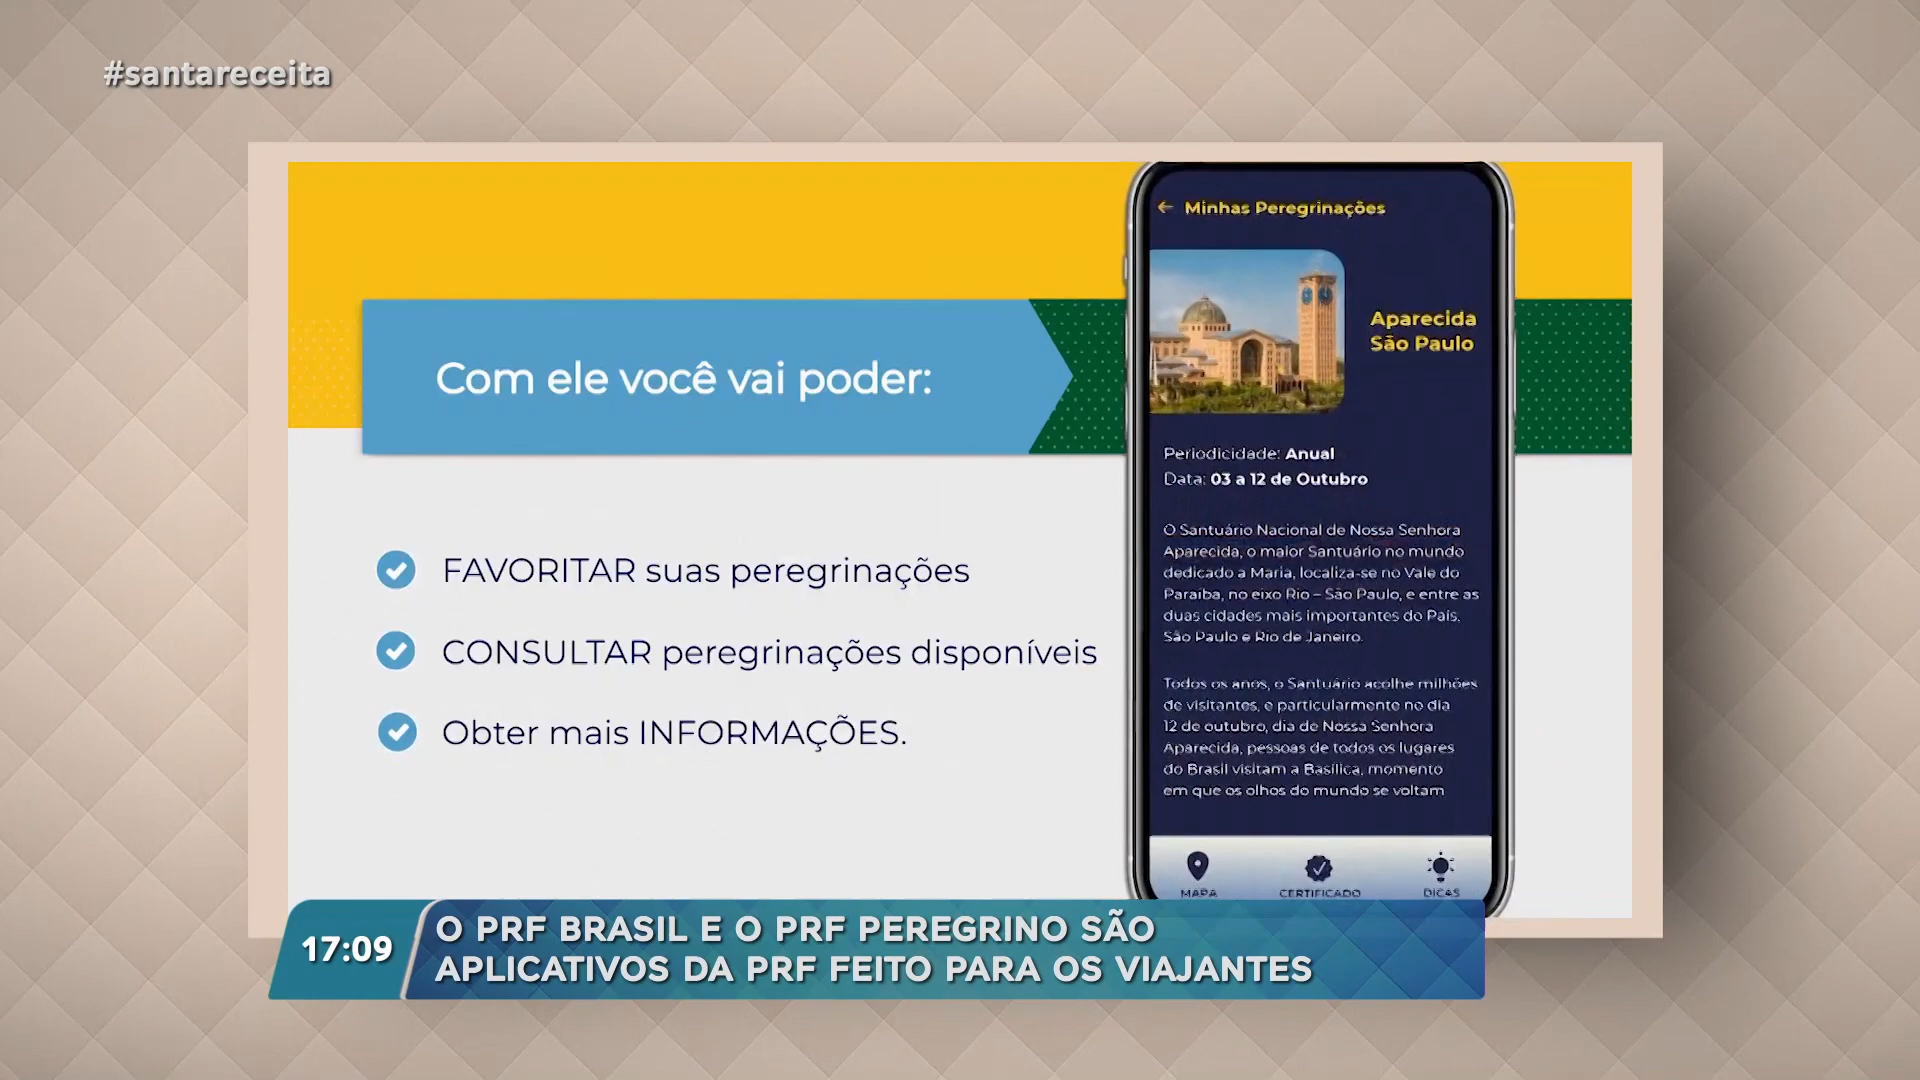 #santareceita
Com ele você vai poder:
FAVORITAR suas peregrinações
CONSULTAR peregrinações disponíveis
Obter mais INFORMAÇÕES.
Minhas Peregrinações
Aparecida
São Paulo
Periodicidade: Anual
Data: 03 a 12 de Outubro
O Santuário Nacional de Nossa Senhora
Aparecida, o maior Santuário no mundo
dedicado a Maria, localiza-se no Vale do
Paraíba, no eixo Rio – São Paulo, e entre as
duas cidades mais importantes do País,
São Paulo e Rio de Janeiro.
Todos os anos, o Santuário acolhe milhões
de visitantes, e particularmente no dia
12 de outubro, dia de Nossa Senhora
Aparecida, pessoas de todos os lugares
do Brasil visitam a Basílica, momento
em que os olhos do mundo se voltam
MAPA
CERTIFICADO
DICAS
17:09
O PRF BRASIL E O PRF PEREGRINO SÃO
APLICATIVOS DA PRF FEITO PARA OS VIAJANTES